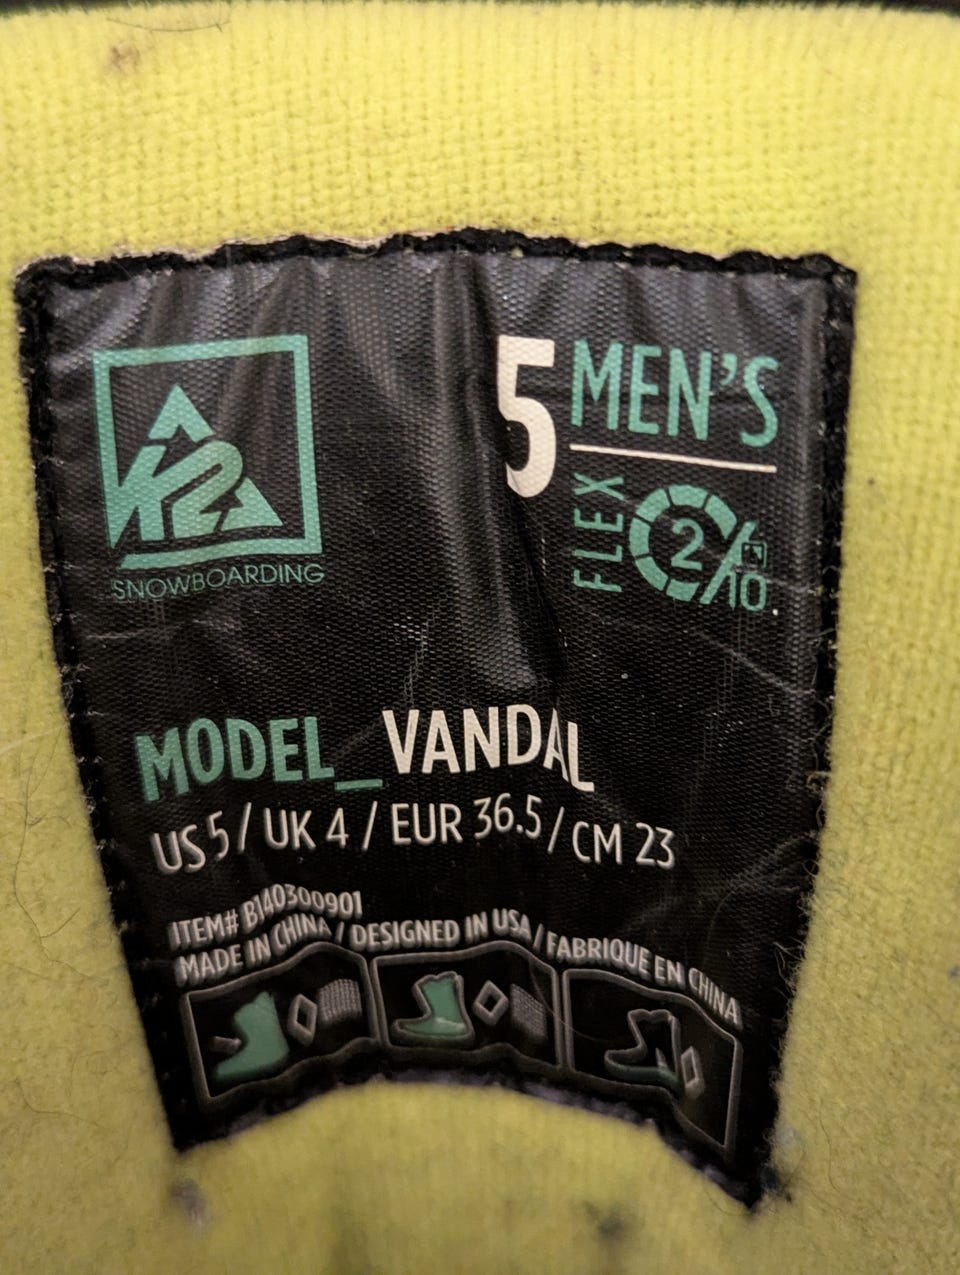 K2
SNOWBOARDING
5 MEN'S
FLEX 2/10
MODEL_VANDAL
US 5 / UK 4 / EUR 36.5 / CM 23
ITEM# B140300901
MADE IN CHINA / DESIGNED IN USA / FABRIQUE EN CHINA